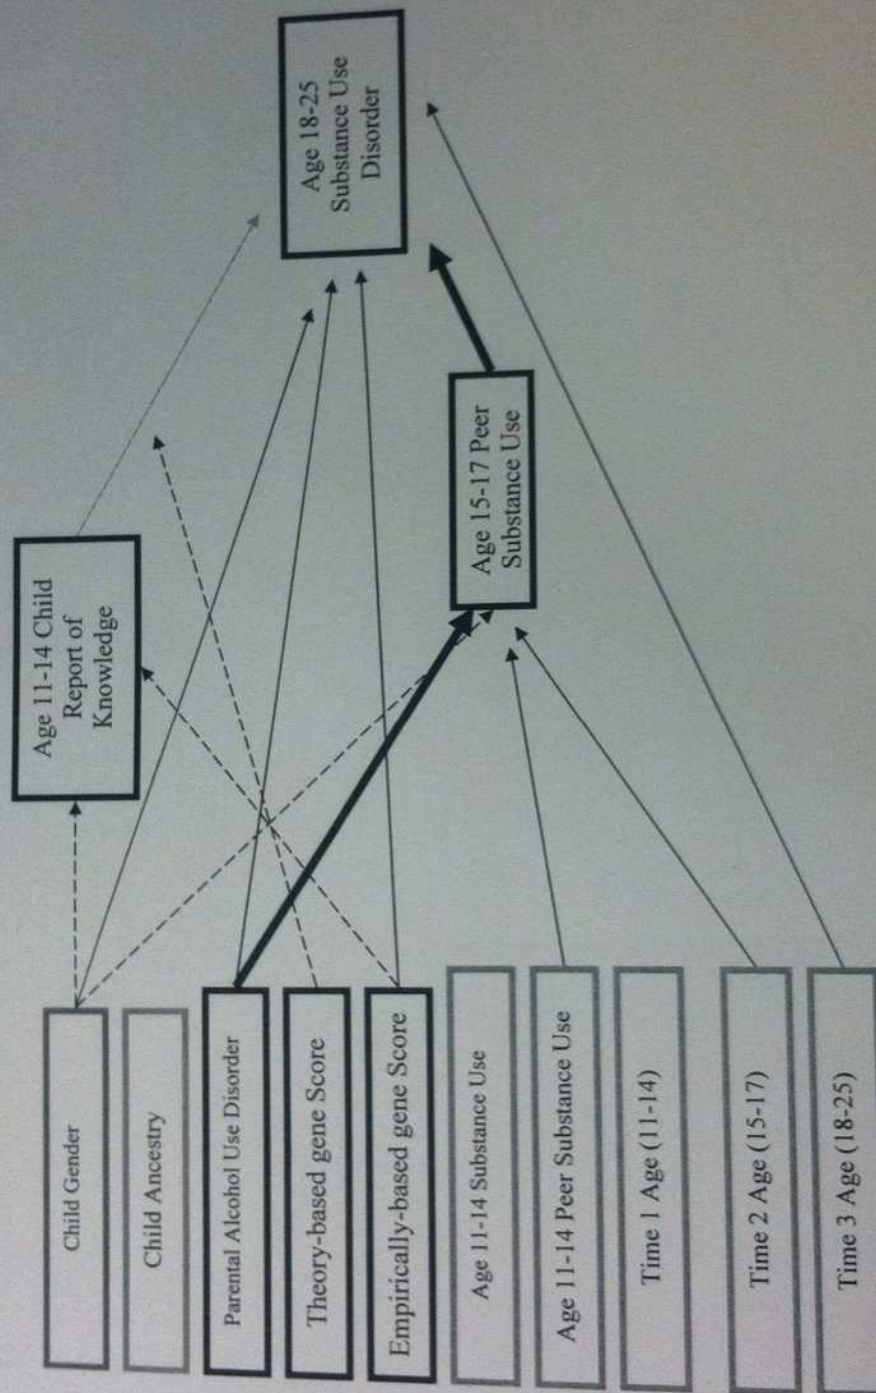 Child Gender
Child Ancestry
Parental Alcohol Use Disorder
Theory-based gene Score
Empirically-based gene Score
Age 11-14 Substance Use
Age 11-14 Peer Substance Use
Time 1 Age (11-14)
Time 2 Age (15-17)
Time 3 Age (18-25)
Age 11-14 Child
Report of
Knowledge
Age 15-17 Peer
Substance Use
Age 18-25
Substance Use
Disorder